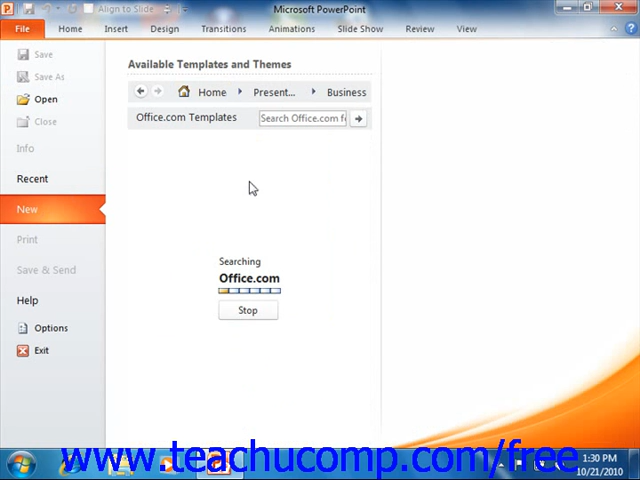 Align to Slide
Microsoft PowerPoint
File Home Insert Design Transitions Animations Slide Show Review View
Save
Save As
Open
Close
Info
Recent
New
Print
Save & Send
Help
Options
Exit
Available Templates and Themes
Home Present... Business
Office.com Templates Search Office.com f
Searching
Office.com
Stop
www.teachucomp.com/free
1:30 PM
10/21/2010